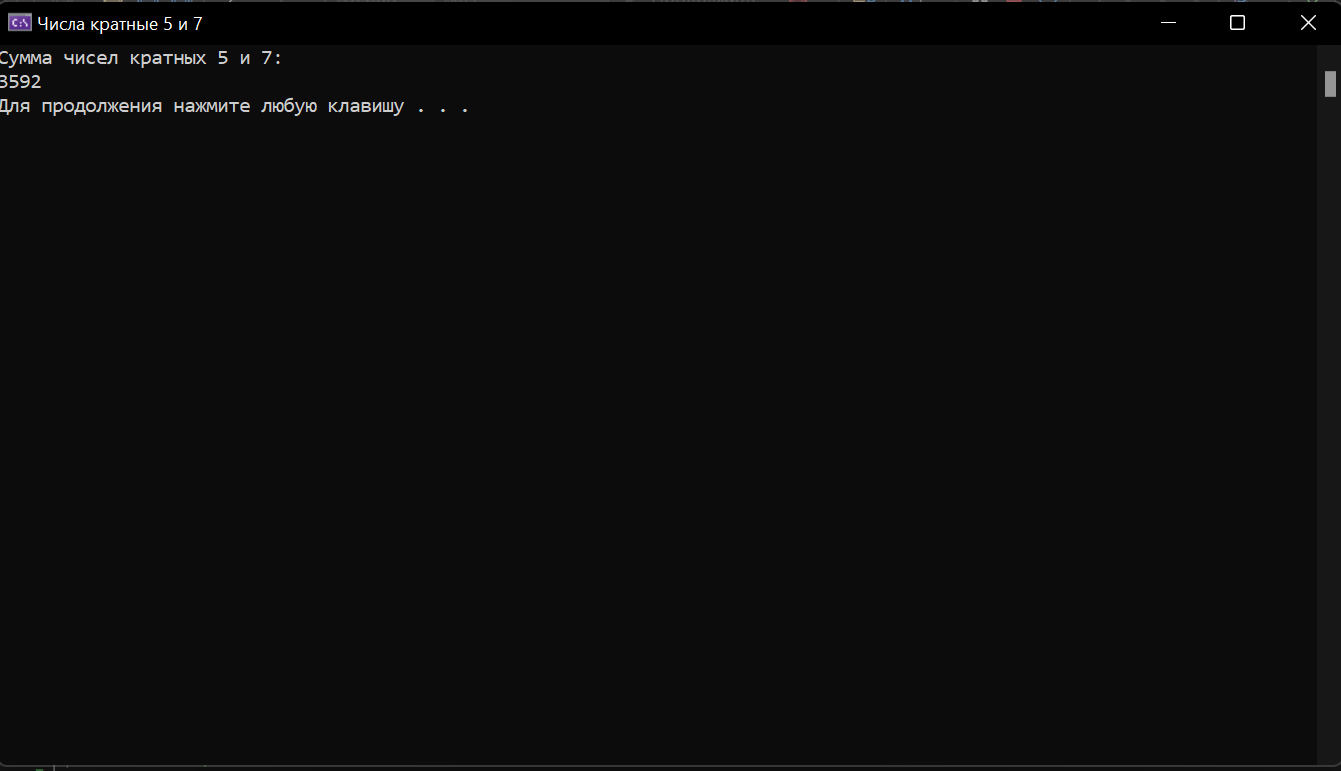 Числа кратные 5 и 7
Сумма чисел кратных 5 и 7:
3592
Для продолжения нажмите любую клавишу . . .